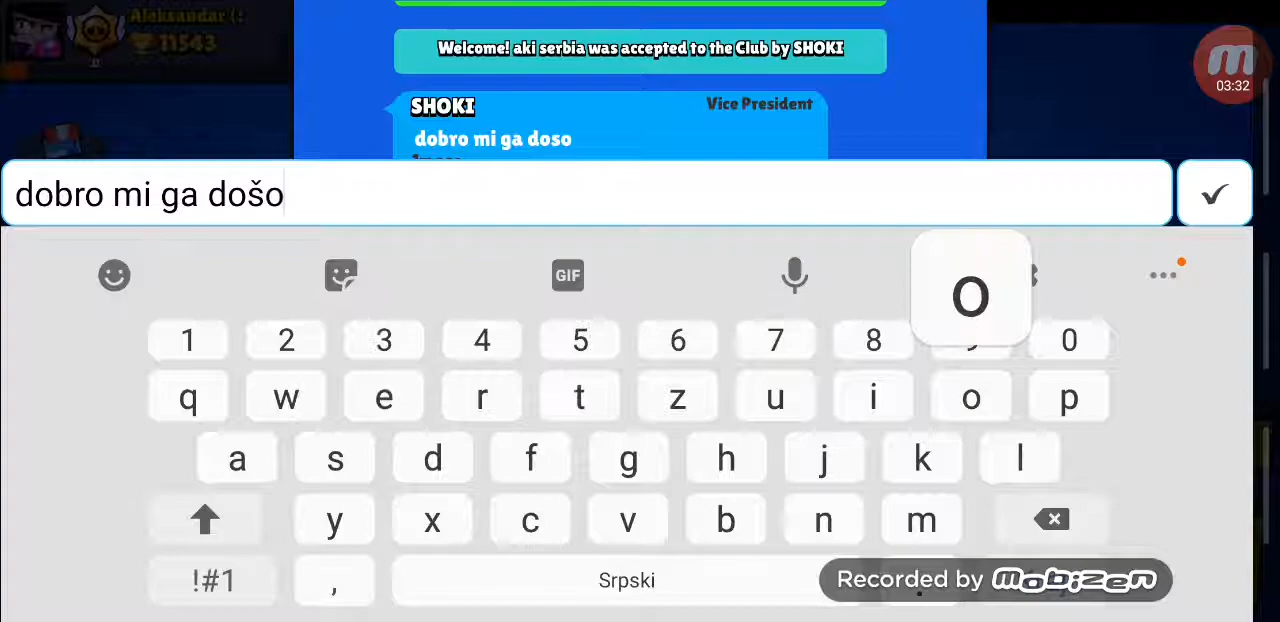 Aleksandar (:
11543
Welcome! aki serbia was accepted to the Club by SHOKI
03:32
SHOKI
Vice President
dobro mi ga doso
dobro mi ga došo
GIF
o
1 2 3 4 5 6 7 8 0
q w e r t z u i o p
a s d f g h j k l
y x c v b n m
!#1 , Srpski .
Recorded by mobizen